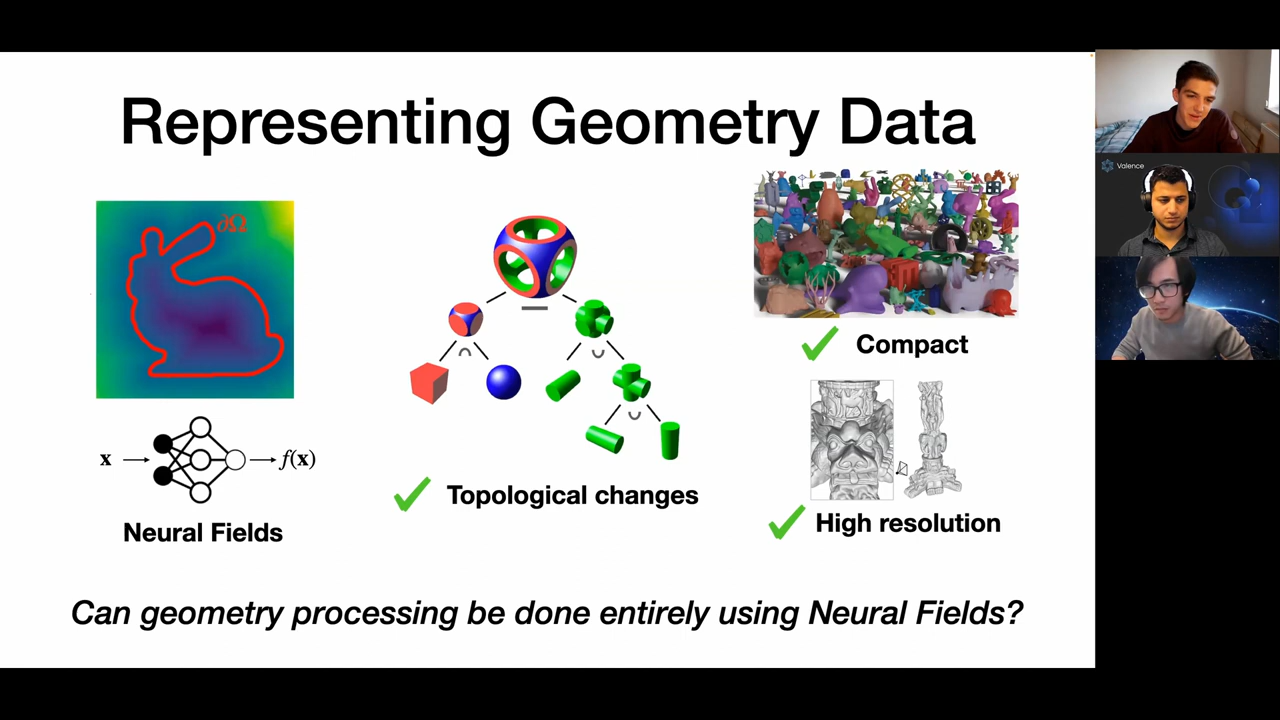 Representing Geometry Data
∂Ω
x
f(x)
Neural Fields
Topological changes
Compact
High resolution
Can geometry processing be done entirely using Neural Fields?
Valence